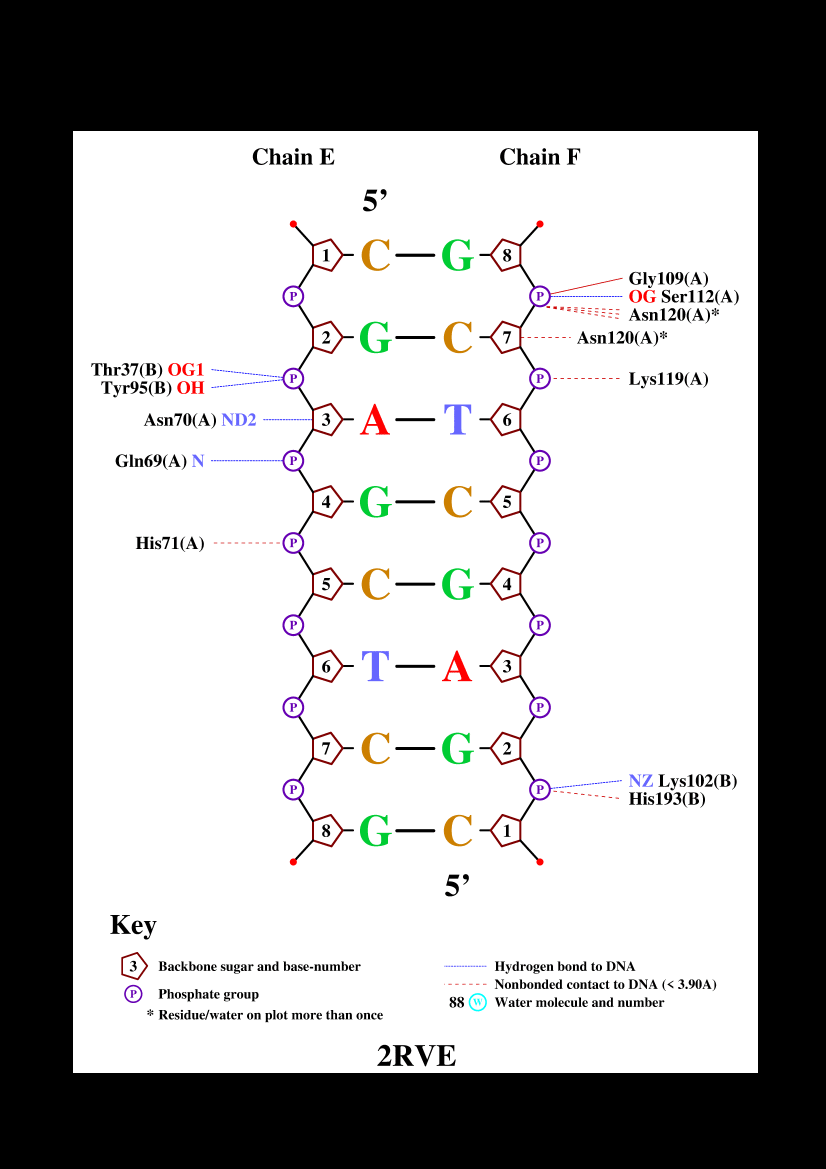 Chain E Chain F
5’
1 C G 8
Gly109(A)
P P OG Ser112(A)
Asn120(A)*
2 G C 7 Asn120(A)*
Thr37(B) OG1
P P Lys119(A)
Tyr95(B) OH
Asn70(A) ND2 3 A T 6
Gln69(A) N P P
4 G C 5
His71(A) P P
5 C G 4
P P
6 T A 3
P P
7 C G 2
NZ Lys102(B)
P P
His193(B)
8 G C 1
5’
Key
3 Backbone sugar and base-number
P Phosphate group
* Residue/water on plot more than once
Hydrogen bond to DNA
Nonbonded contact to DNA (< 3.90A)
88 W Water molecule and number
2RVE